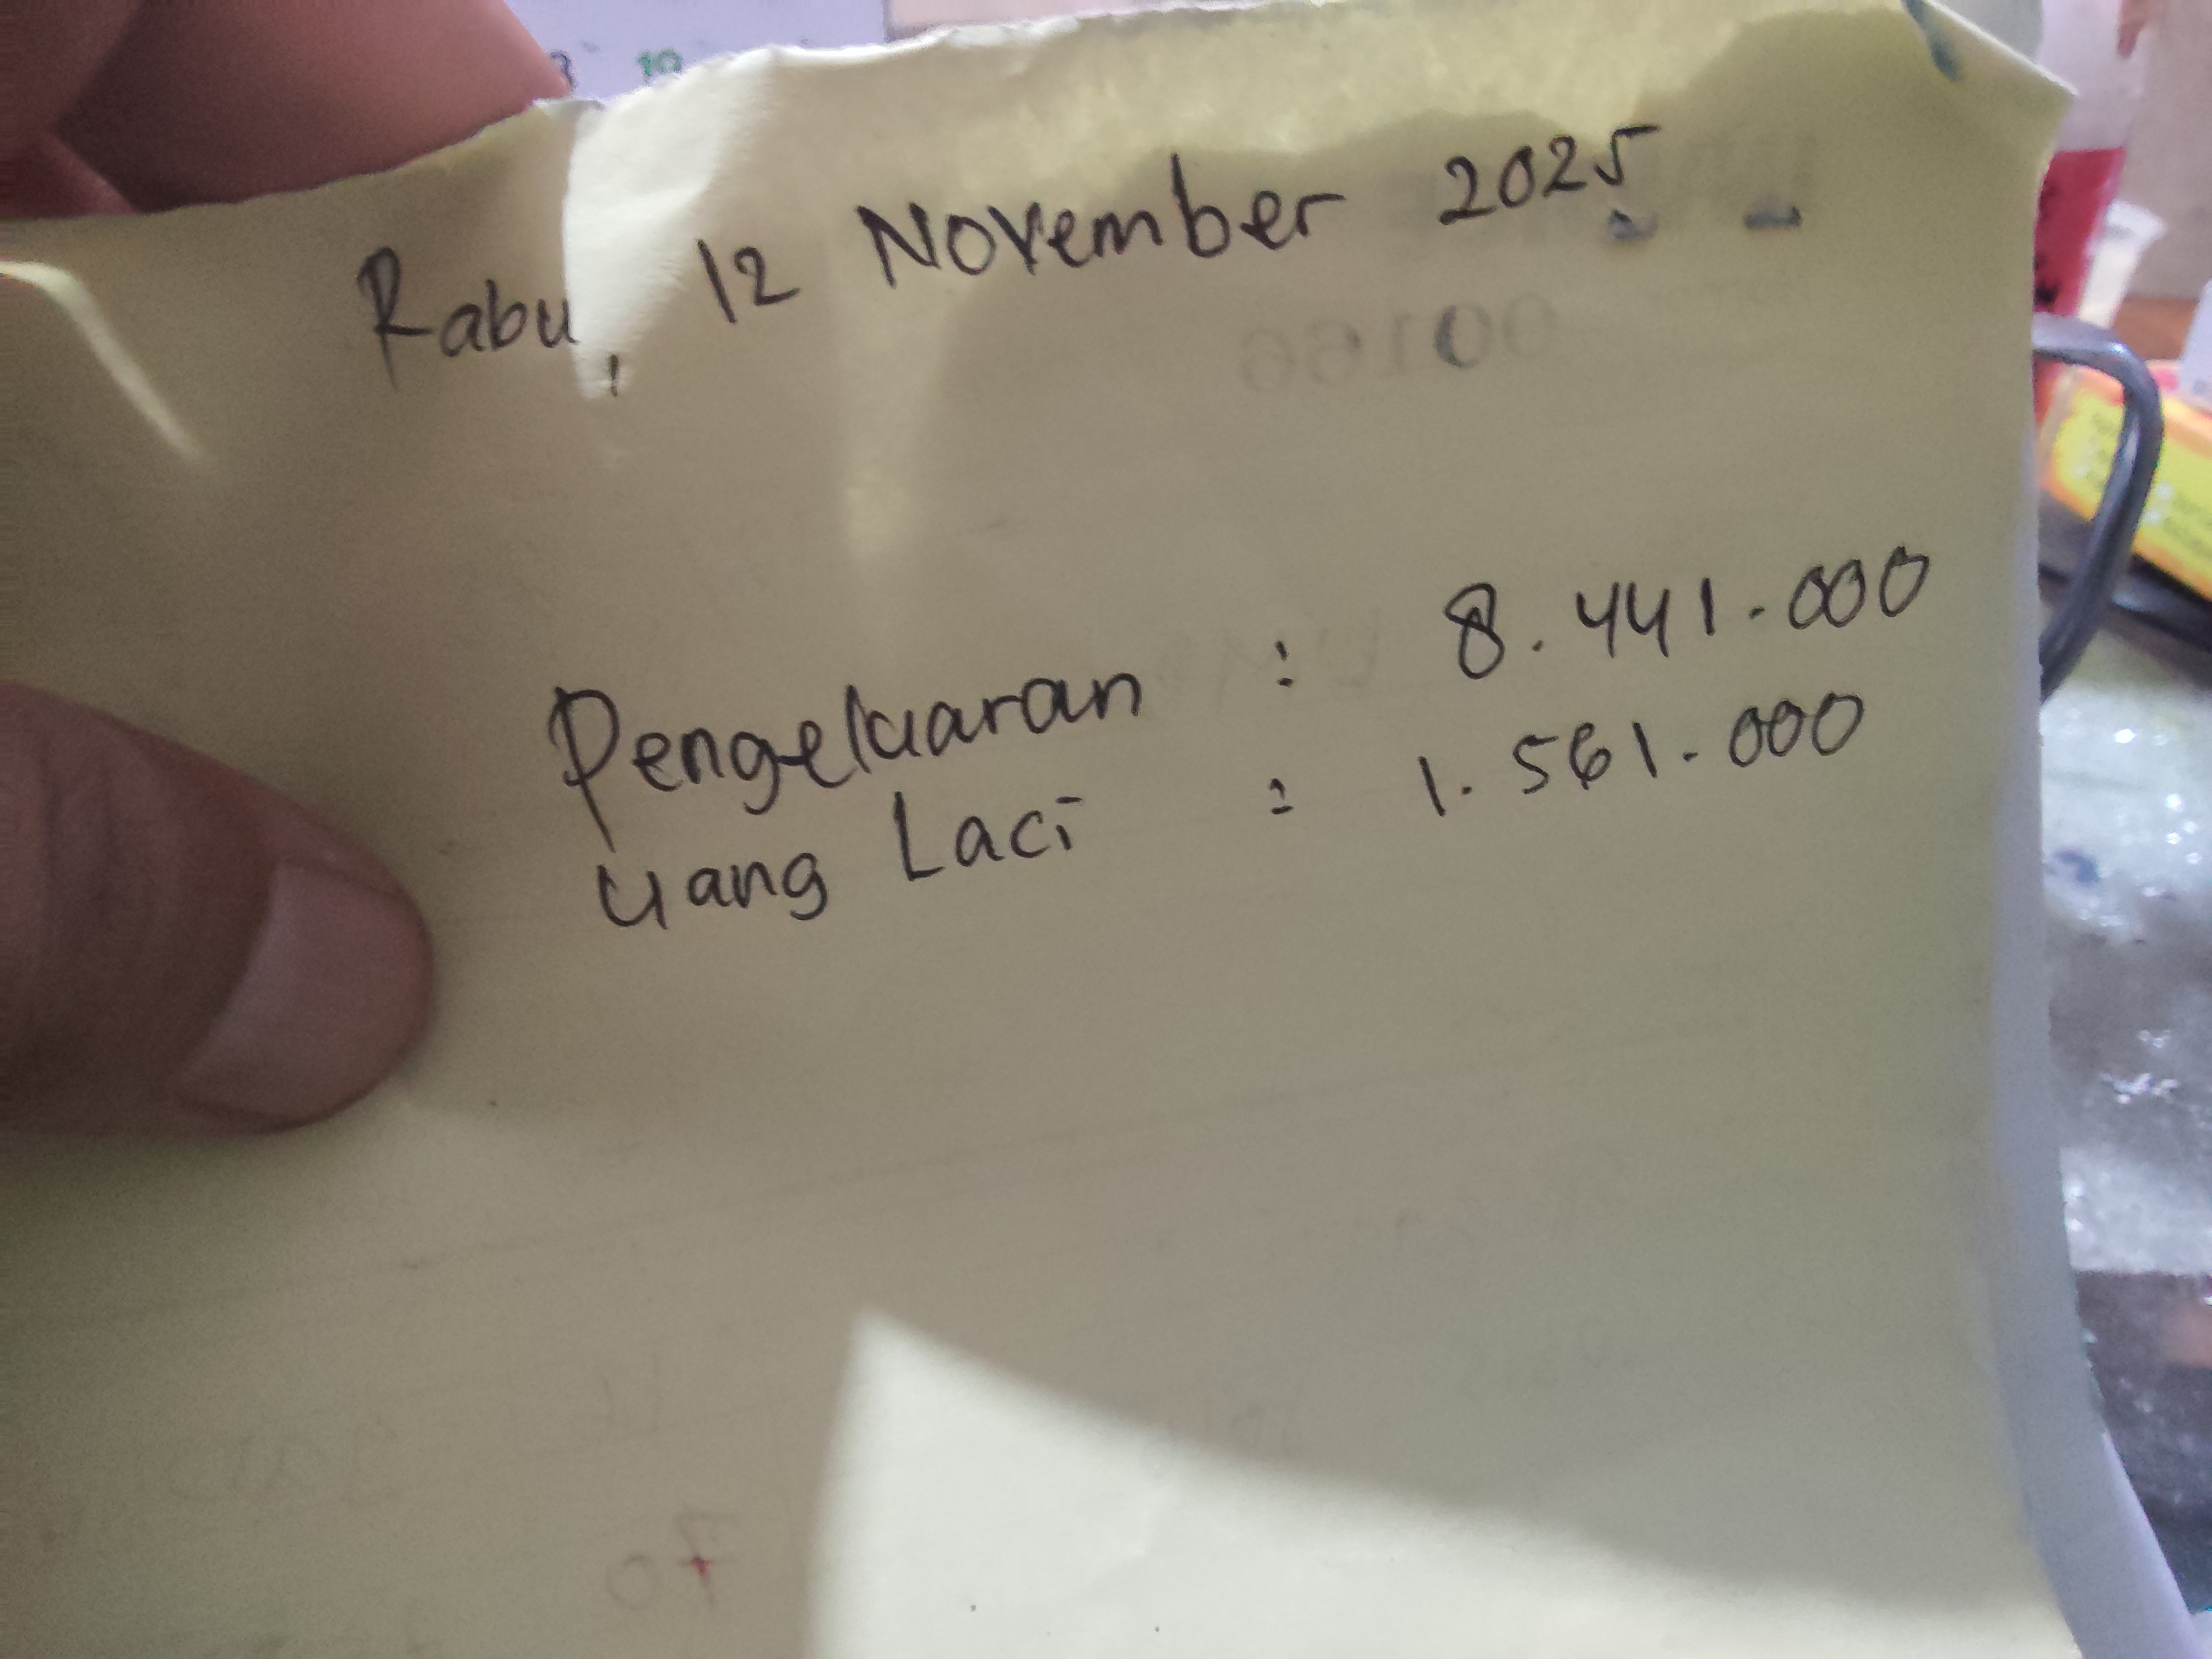 Rabu, 12 November 2025
Pengeluaran : 8.441.000
Uang Laci : 1.561.000